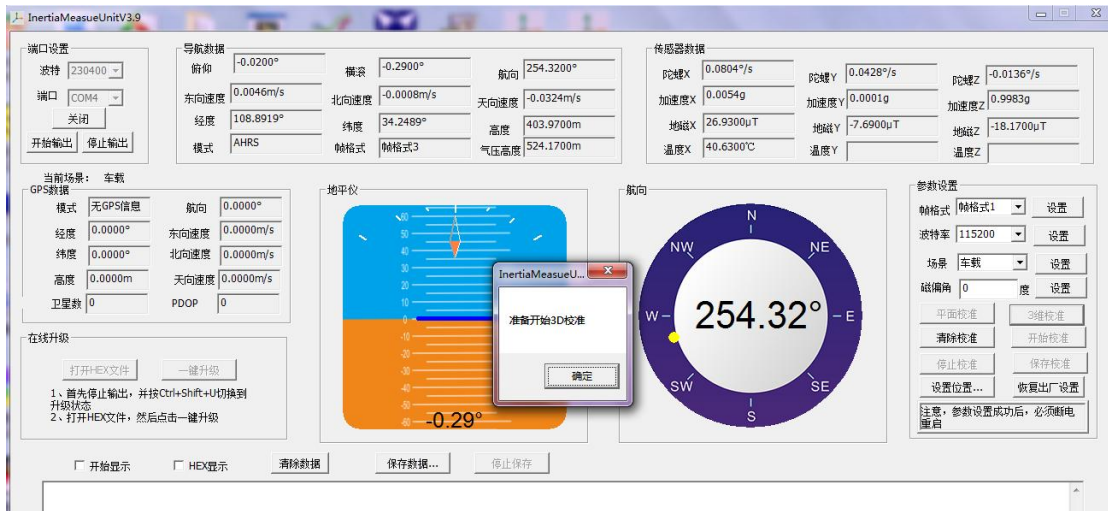 InertiaMeasueUnitV3.9
端口设置
波特 230400
端口 COM4
关闭
开始输出 停止输出
导航数据
俯仰 -0.0200° 横滚 -0.2900° 航向 254.3200°
东向速度 0.0046m/s 北向速度 -0.0008m/s 天向速度 -0.0324m/s
经度 108.8919° 纬度 34.2489° 高度 403.9700m
模式 AHRS 帧格式 帧格式3 气压高度 524.1700m
传感器数据
陀螺X 0.0804°/s 陀螺Y 0.0428°/s 陀螺Z -0.0136°/s
加速度X 0.0054g 加速度Y 0.0001g 加速度Z 0.9983g
地磁X 26.9300μT 地磁Y -7.6900μT 地磁Z -18.1700μT
温度X 40.6300℃ 温度Y 温度Z
当前场景: 车载
GPS数据
模式 无GPS信息 航向 0.0000°
经度 0.0000° 东向速度 0.0000m/s
纬度 0.0000° 北向速度 0.0000m/s
高度 0.0000m 天向速度 0.0000m/s
卫星数 0 PDOP 0
在线升级
打开HEX文件 一键升级
1、首先停止输出，并按Ctrl+Shift+U切换到
升级状态
2、打开HEX文件，然后点击一键升级
地平仪
60
50
40
30
20
10
0
-10
-20
-30
-40
-50
-60
-0.29°
InertiaMeasueU...
准备开始3D校准
确定
航向
N
NW NE
W 254.32° E
SW SE
S
参数设置
帧格式 帧格式1 设置
波特率 115200 设置
场景 车载 设置
磁偏角 0 度 设置
平面校准 3维校准
清除校准 开始校准
停止校准 保存校准
设置位置... 恢复出厂设置
注意，参数设置成功后，必须断电
重启
开始显示 HEX显示 清除数据 保存数据... 停止保存